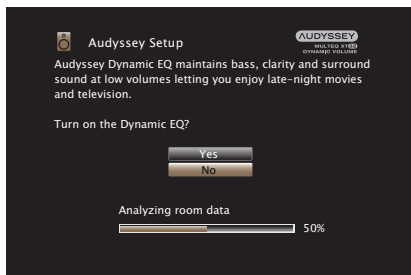 Audyssey Setup
AUDYSSEY
MULTEQ XT32
DYNAMIC VOLUME
Audyssey Dynamic EQ maintains bass, clarity and surround
sound at low volumes letting you enjoy late-night movies
and television.
Turn on the Dynamic EQ?
Yes
No
Analyzing room data
50%